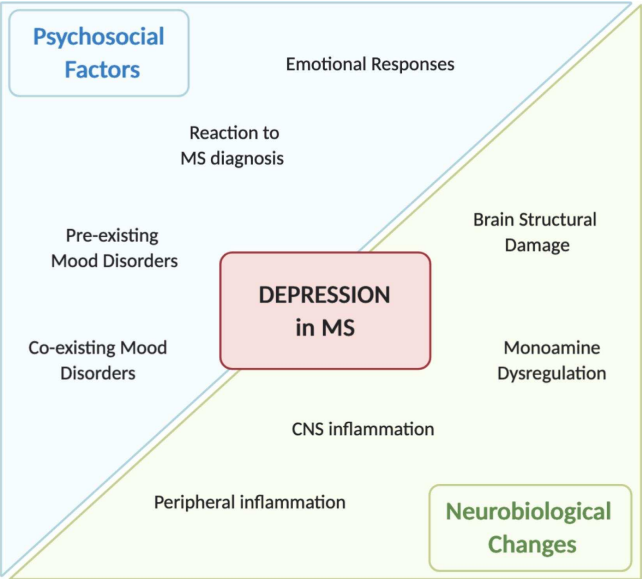 Psychosocial
Factors
Emotional Responses
Reaction to
MS diagnosis
Pre-existing
Mood Disorders
Brain Structural
Damage
DEPRESSION
in MS
Co-existing Mood
Disorders
Monoamine
Dysregulation
CNS inflammation
Peripheral inflammation
Neurobiological
Changes